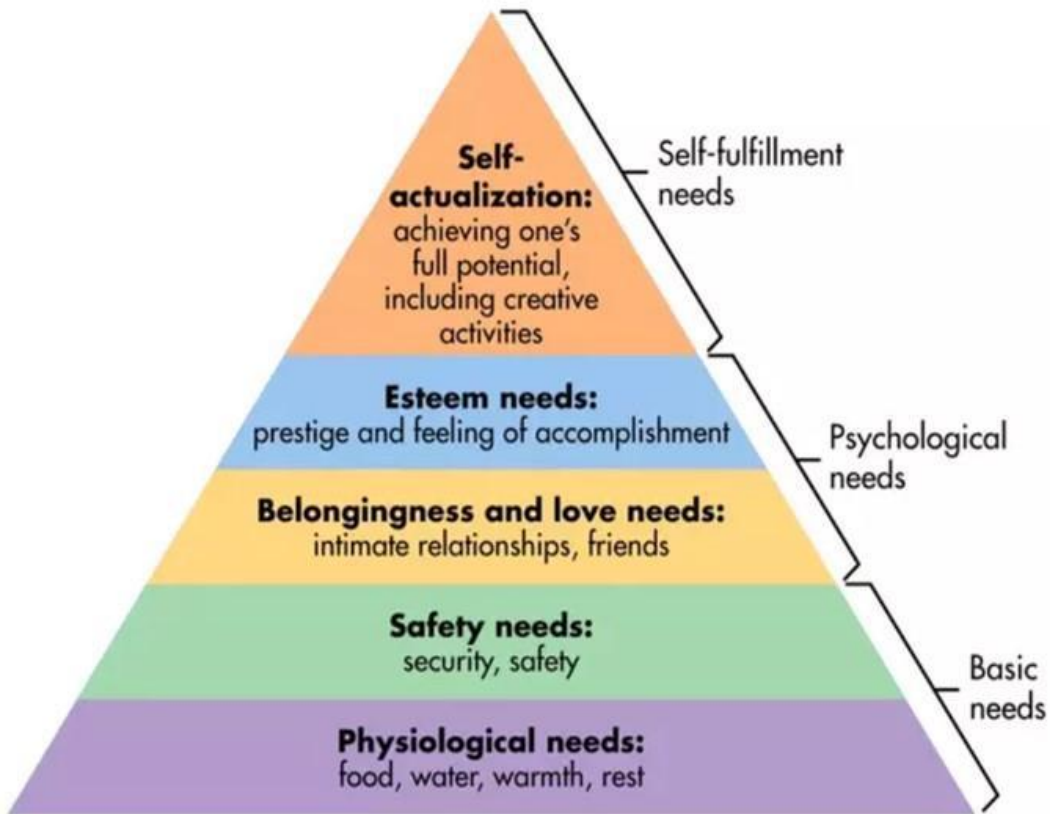 Self-
actualization:
achieving one's
full potential,
including creative
activities
Self-fulfillment
needs
Esteem needs:
prestige and feeling of accomplishment
Psychological
needs
Belongingness and love needs:
intimate relationships, friends
Safety needs:
security, safety
Basic
needs
Physiological needs:
food, water, warmth, rest